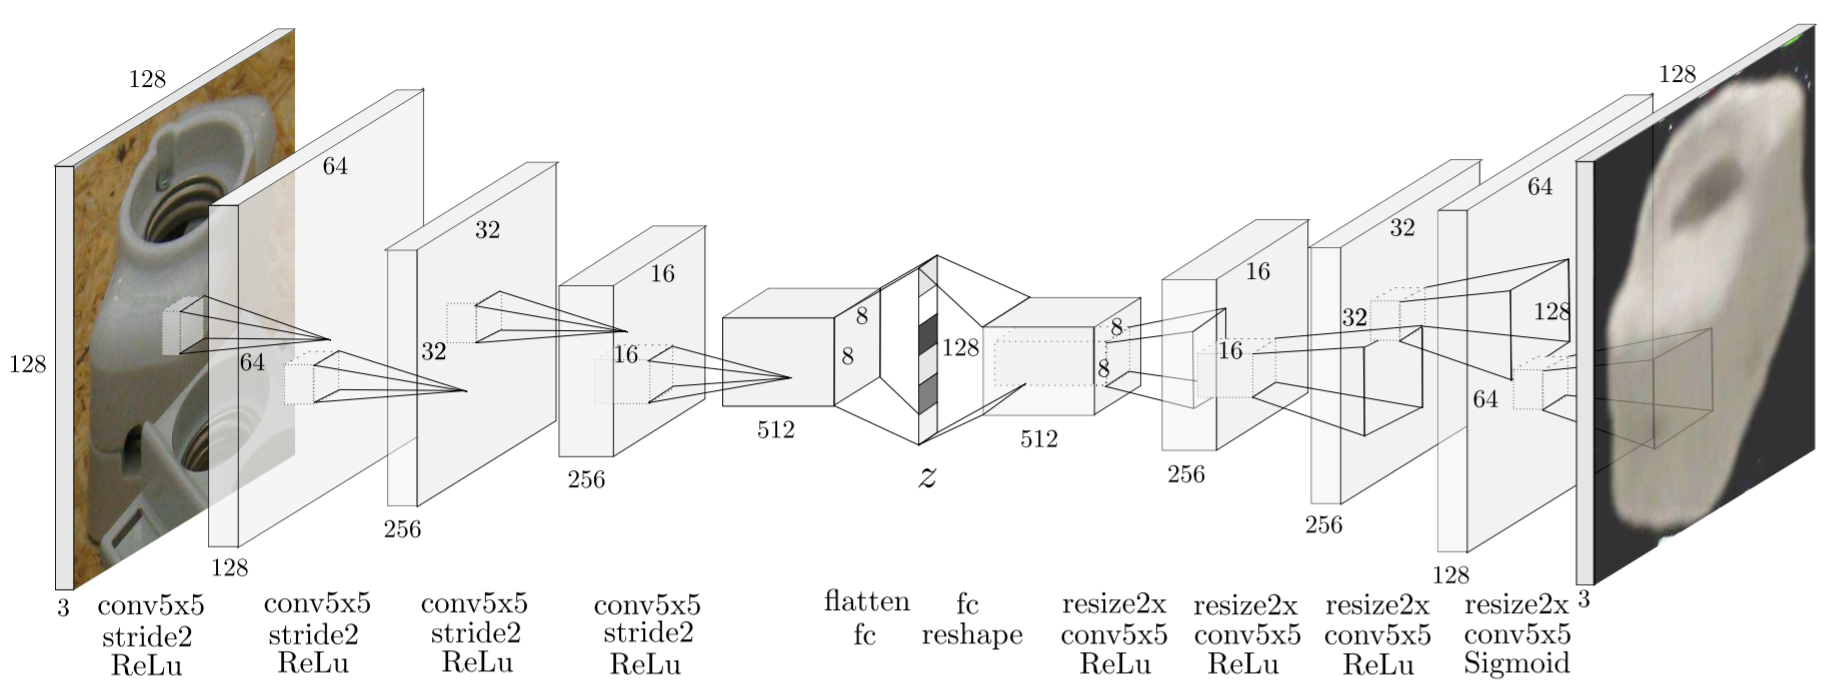 128
128
3
64
64
128
32
32
256
16
16
256
8
8
512
128
z
8
8
512
16
16
256
32
32
256
64
64
128
128
128
3
conv5x5
stride2
ReLu
conv5x5
stride2
ReLu
conv5x5
stride2
ReLu
conv5x5
stride2
ReLu
flatten
fc
fc
reshape
resize2x
conv5x5
ReLu
resize2x
conv5x5
ReLu
resize2x
conv5x5
ReLu
resize2x
conv5x5
Sigmoid